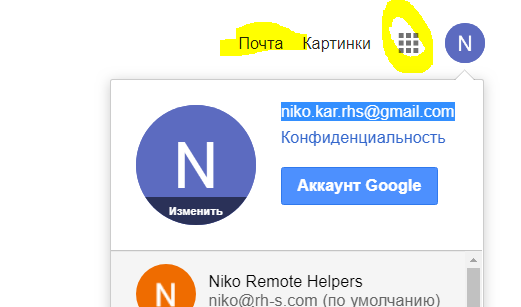 Почта Картинки N
niko.kar.rhs@gmail.com
Конфиденциальность
N
Изменить
Аккаунт Google
N
Niko Remote Helpers
niko@rh-s.com (по умолчанию)